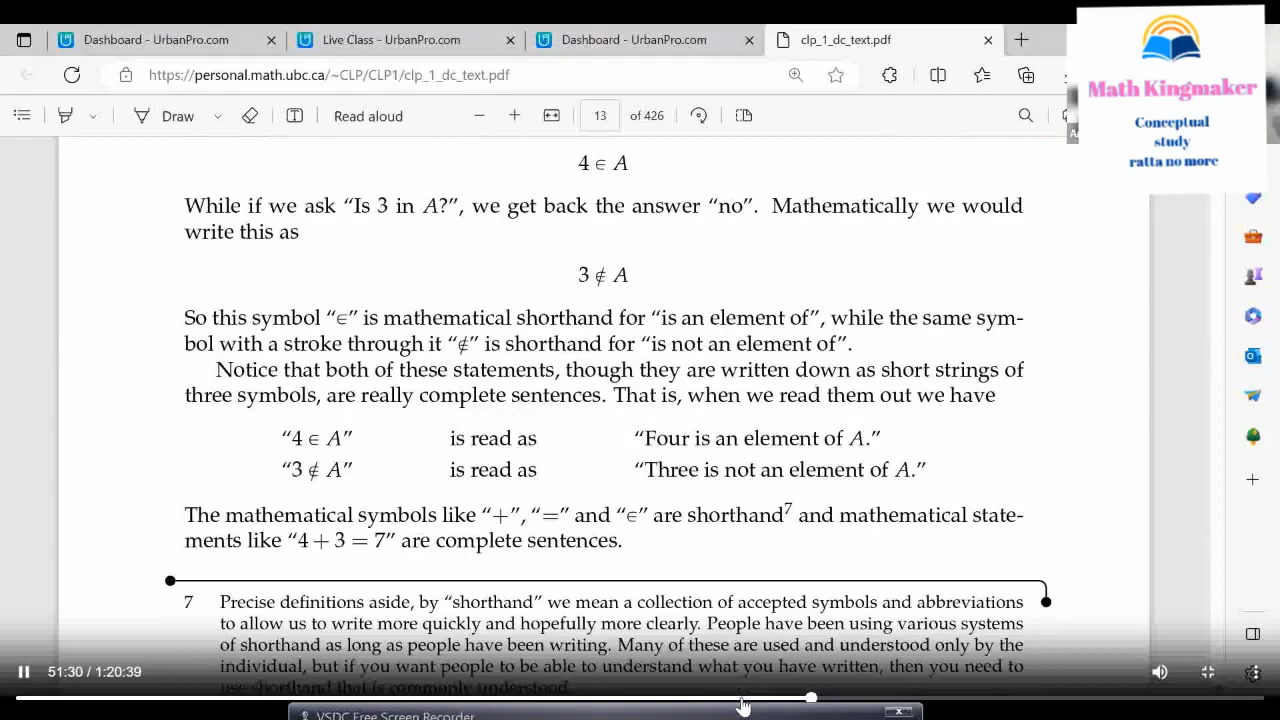 Dashboard - UrbanPro.com
Live Class - UrbanPro.com
Dashboard - UrbanPro.com
clp_1_dc_text.pdf
https://personal.math.ubc.ca/~CLP/CLP1/clp_1_dc_text.pdf
Draw
Read aloud
13 of 426
Math Kingmaker
Conceptual
study
ratta no more
4 ∈ A
While if we ask “Is 3 in A?”, we get back the answer “no”. Mathematically we would
write this as
3 ∉ A
So this symbol “∈” is mathematical shorthand for “is an element of”, while the same sym-
bol with a stroke through it “∉” is shorthand for “is not an element of”.
Notice that both of these statements, though they are written down as short strings of
three symbols, are really complete sentences. That is, when we read them out we have
“4 ∈ A” is read as “Four is an element of A.”
“3 ∉ A” is read as “Three is not an element of A.”
The mathematical symbols like “+”, “=” and “∈” are shorthand7 and mathematical state-
ments like “4 + 3 = 7” are complete sentences.
7 Precise definitions aside, by “shorthand” we mean a collection of accepted symbols and abbreviations
to allow us to write more quickly and hopefully more clearly. People have been using various systems
of shorthand as long as people have been writing. Many of these are used and understood only by the
individual, but if you want people to be able to understand what you have written, then you need to
use shorthand that is commonly understood.
51:30 / 1:20:39
VSDC Free Screen Recorder